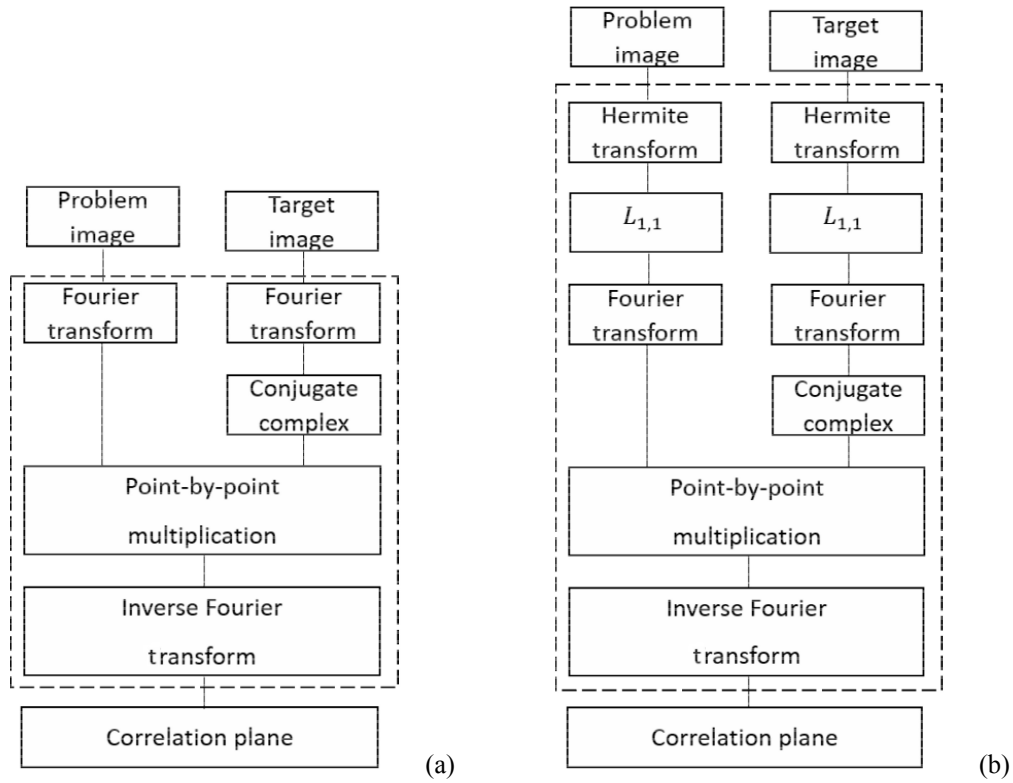 Problem
image
Target
image
Fourier
transform
Fourier
transform
Conjugate
complex
Point-by-point
multiplication
Inverse Fourier
transform
Correlation plane
(a)
Problem
image
Target
image
Hermite
transform
Hermite
transform
L1,1
L1,1
Fourier
transform
Fourier
transform
Conjugate
complex
Point-by-point
multiplication
Inverse Fourier
transform
Correlation plane
(b)